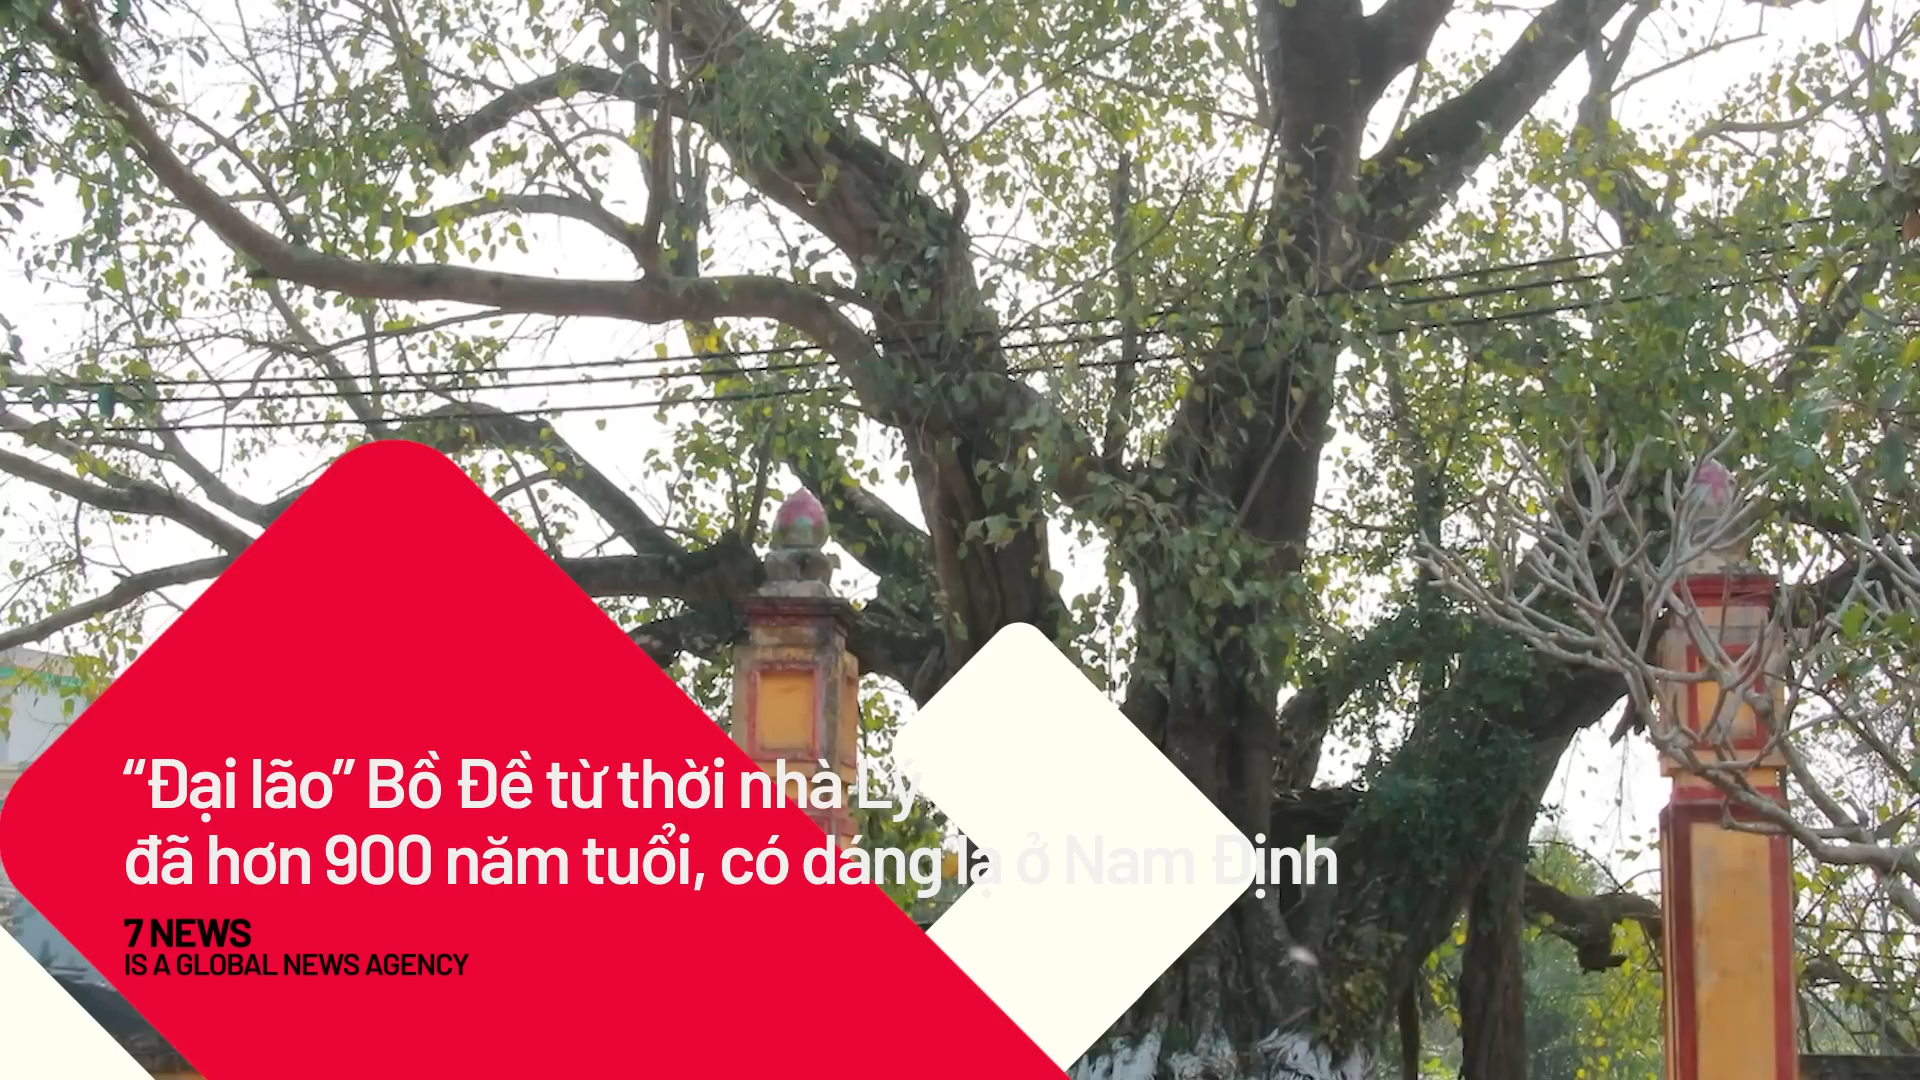 “Đại lão” Bồ Đề từ thời nhà Lý
đã hơn 900 năm tuổi, có dáng lạ ở Nam Định
7 NEWS
IS A GLOBAL NEWS AGENCY